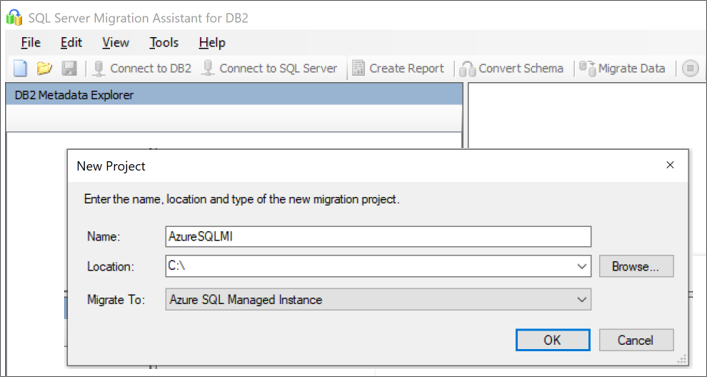 SQL Server Migration Assistant for DB2
File Edit View Tools Help
Connect to DB2 Connect to SQL Server Create Report Convert Schema Migrate Data
DB2 Metadata Explorer
New Project
Enter the name, location and type of the new migration project.
Name: AzureSQLMI
Location: C:\ Browse...
Migrate To: Azure SQL Managed Instance
OK Cancel